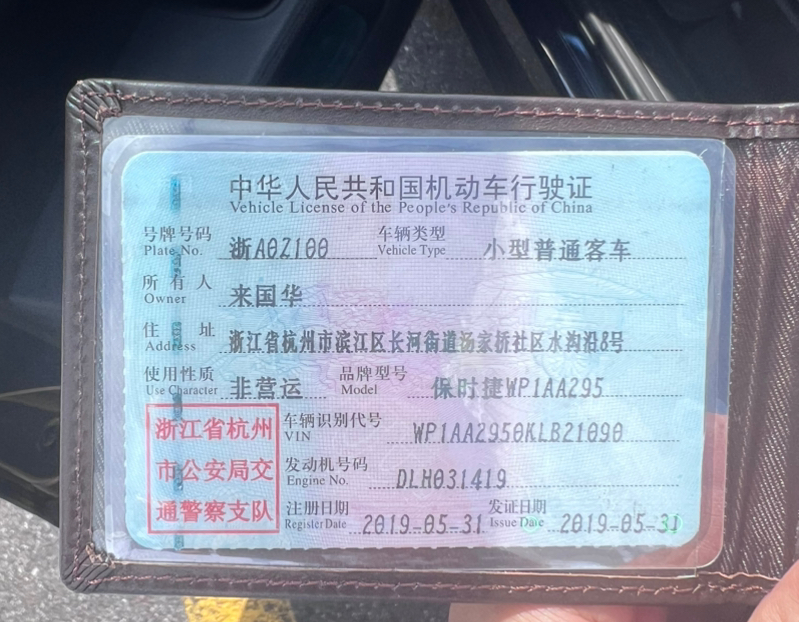 中华人民共和国机动车行驶证
Vehicle License of the People's Republic of China
号牌号码 浙A0Z100 车辆类型 小型普通客车
Plate No. Vehicle Type
所有人 来国华
Owner
住址 浙江省杭州市滨江区长河街道汤家桥社区水沟沿8号
Address
使用性质 非营运 品牌型号 保时捷WP1AA295
Use Character Model
浙江省杭州 车辆识别代号 WP1AA2950KLB21090
VIN
市公安局交 发动机号码 DLH031419
Engine No.
通警察支队 注册日期 2019-05-31 发证日期 2019-05-31
Register Date Issue Date